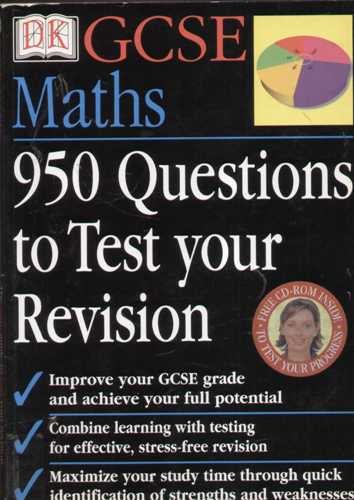 DK
GCSE
Maths
950 Questions
to Test your
Revision
FREE CD-ROM INSIDE
TO TEST YOUR PROGRESS
Improve your GCSE grade
and achieve your full potential
Combine learning with testing
for effective, stress-free revision
Maximize your study time through quick
identification of strengths and weaknesses